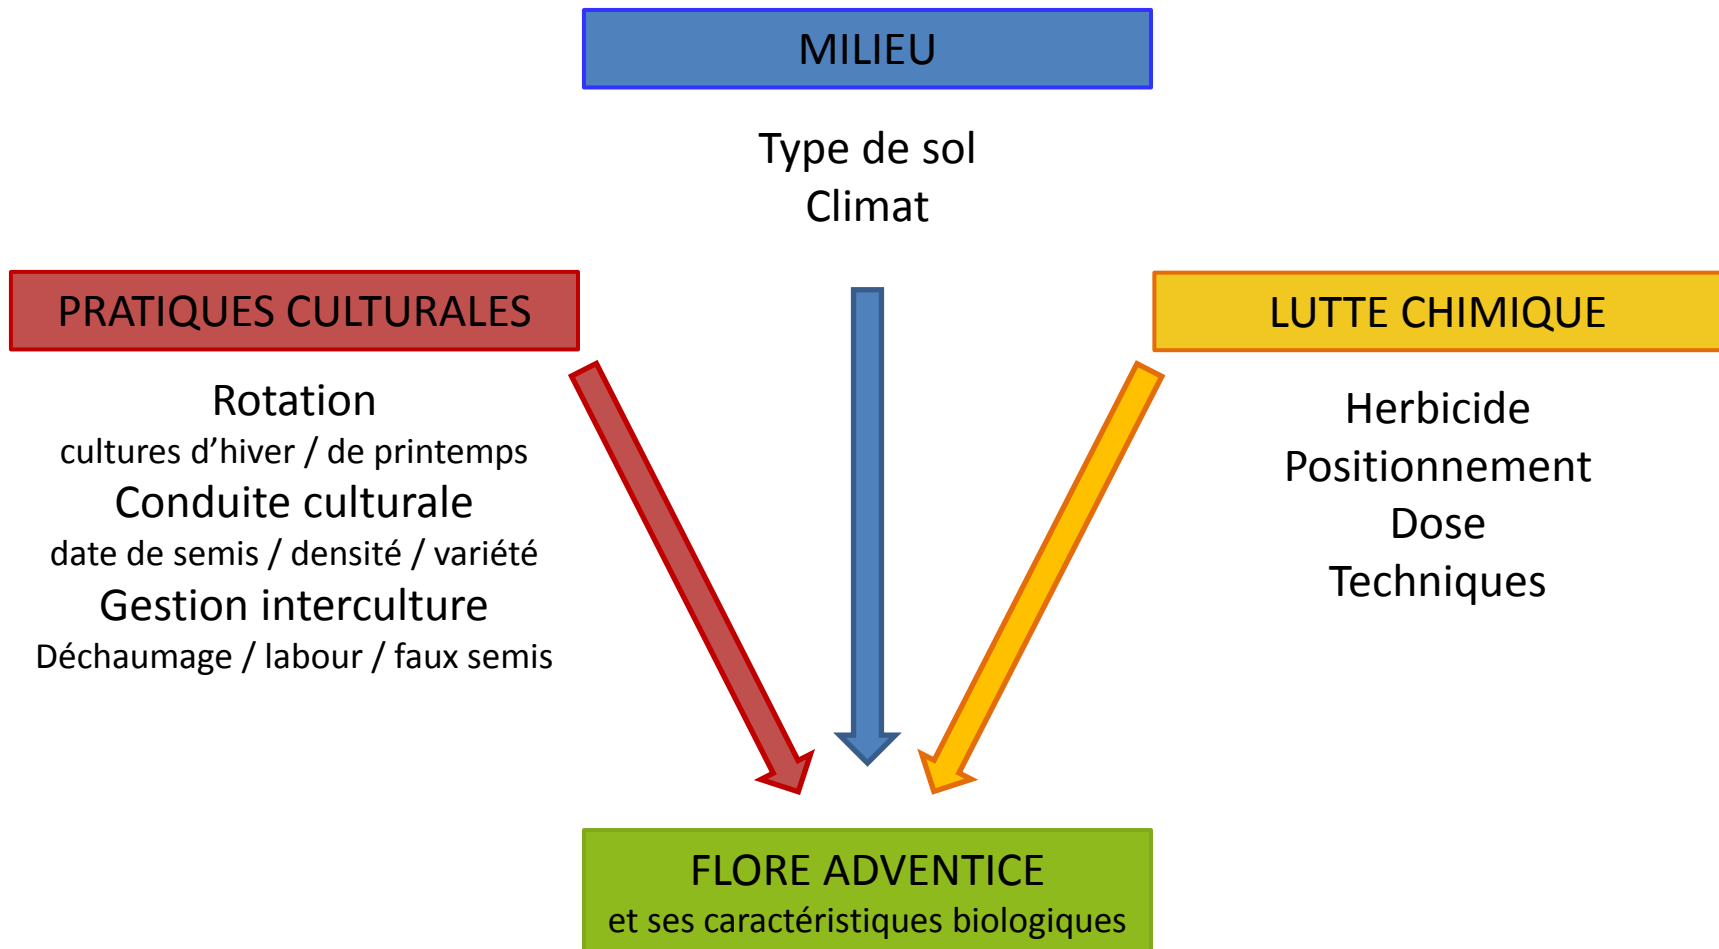 MILIEU
Type de sol
Climat
PRATIQUES CULTURALES
Rotation
cultures d’hiver / de printemps
Conduite culturale
date de semis / densité / variété
Gestion interculture
Déchaumage / labour / faux semis
LUTTE CHIMIQUE
Herbicide
Positionnement
Dose
Techniques
FLORE ADVENTICE
et ses caractéristiques biologiques